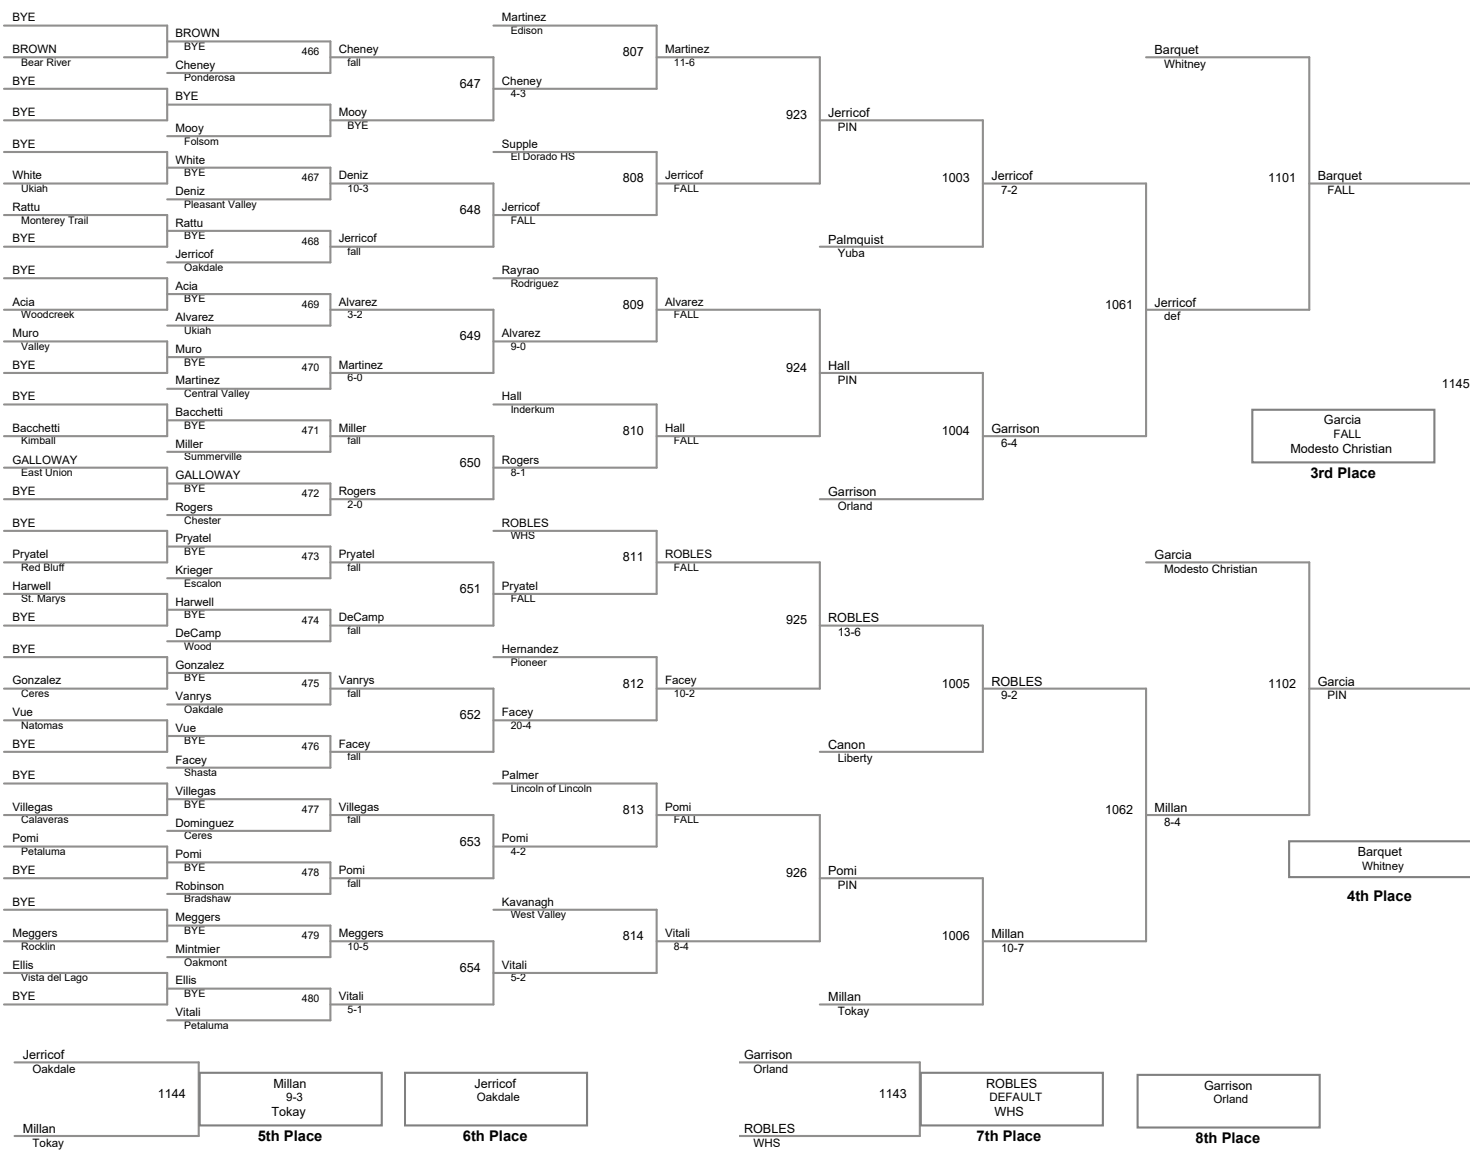 BYE
BROWN
Bear River
BYE
BYE
BYE
White
Ukiah
Rattu
Monterey Trail
BYE
BYE
Acia
Woodcreek
Muro
Valley
BYE
BYE
Bacchetti
Kimball
GALLOWAY
East Union
BYE
BYE
Pryatel
Red Bluff
Harwell
St. Marys
BYE
BYE
Gonzalez
Ceres
Vue
Natomas
BYE
BYE
Villegas
Calaveras
Pomi
Petaluma
BYE
BYE
Meggers
Rocklin
Ellis
Vista del Lago
BYE
BROWN
BYE
466
Cheney
Ponderosa
BYE
Mooy
Folsom
White
BYE
467
Deniz
Pleasant Valley
Rattu
BYE
468
Jerricof
Oakdale
Acia
BYE
469
Alvarez
Ukiah
Muro
BYE
470
Martinez
Central Valley
Bacchetti
BYE
471
Miller
Summerville
GALLOWAY
BYE
472
Rogers
Chester
Pryatel
BYE
473
Krieger
Escalon
Harwell
BYE
474
DeCamp
Wood
Gonzalez
BYE
475
Vanrys
Oakdale
Vue
BYE
476
Facey
Shasta
Villegas
BYE
477
Dominguez
Ceres
Pomi
BYE
478
Robinson
Bradshaw
Meggers
BYE
479
Mintmier
Oakmont
Ellis
BYE
480
Vitali
Petaluma
Cheney
fall
647
Mooy
BYE
Deniz
10-3
648
Jerricof
fall
Alvarez
3-2
649
Martinez
6-0
Miller
fall
650
Rogers
2-0
Pryatel
fall
651
DeCamp
fall
Vanrys
fall
652
Facey
fall
Villegas
fall
653
Pomi
fall
Meggers
10-5
654
Vitali
5-1
Martinez
Edison
807
Cheney
4-3
Supple
El Dorado HS
808
Jerricof
FALL
Rayrao
Rodriguez
809
Alvarez
9-0
Hall
Inderkum
810
Rogers
8-1
ROBLES
WHS
811
Pryatel
FALL
Hernandez
Pioneer
812
Facey
20-4
Palmer
Lincoln of Lincoln
813
Pomi
4-2
Kavanagh
West Valley
814
Vitali
5-2
Martinez
11-6
923
Jerricof
FALL
Alvarez
FALL
924
Hall
FALL
ROBLES
FALL
925
Facey
10-2
Pomi
FALL
926
Vitali
8-4
Jerricof
PIN
1003
Palmquist
Yuba
Hall
PIN
1004
Garrison
Orland
ROBLES
13-6
1005
Canon
Liberty
Pomi
PIN
1006
Millan
Tokay
Jerricof
7-2
1061
Garrison
6-4
ROBLES
9-2
1062
Millan
10-7
Barquet
Whitney
1101
Jerricof
def
Garcia
Modesto Christian
1102
Millan
8-4
Barquet
FALL
1145
Garcia
PIN
Garcia
FALL
Modesto Christian
3rd Place
Barquet
Whitney
4th Place
Jerricof
Oakdale
1144
Millan
Tokay
Millan
9-3
Tokay
5th Place
Jerricof
Oakdale
6th Place
Garrison
Orland
1143
ROBLES
WHS
ROBLES
DEFAULT
WHS
7th Place
Garrison
Orland
8th Place